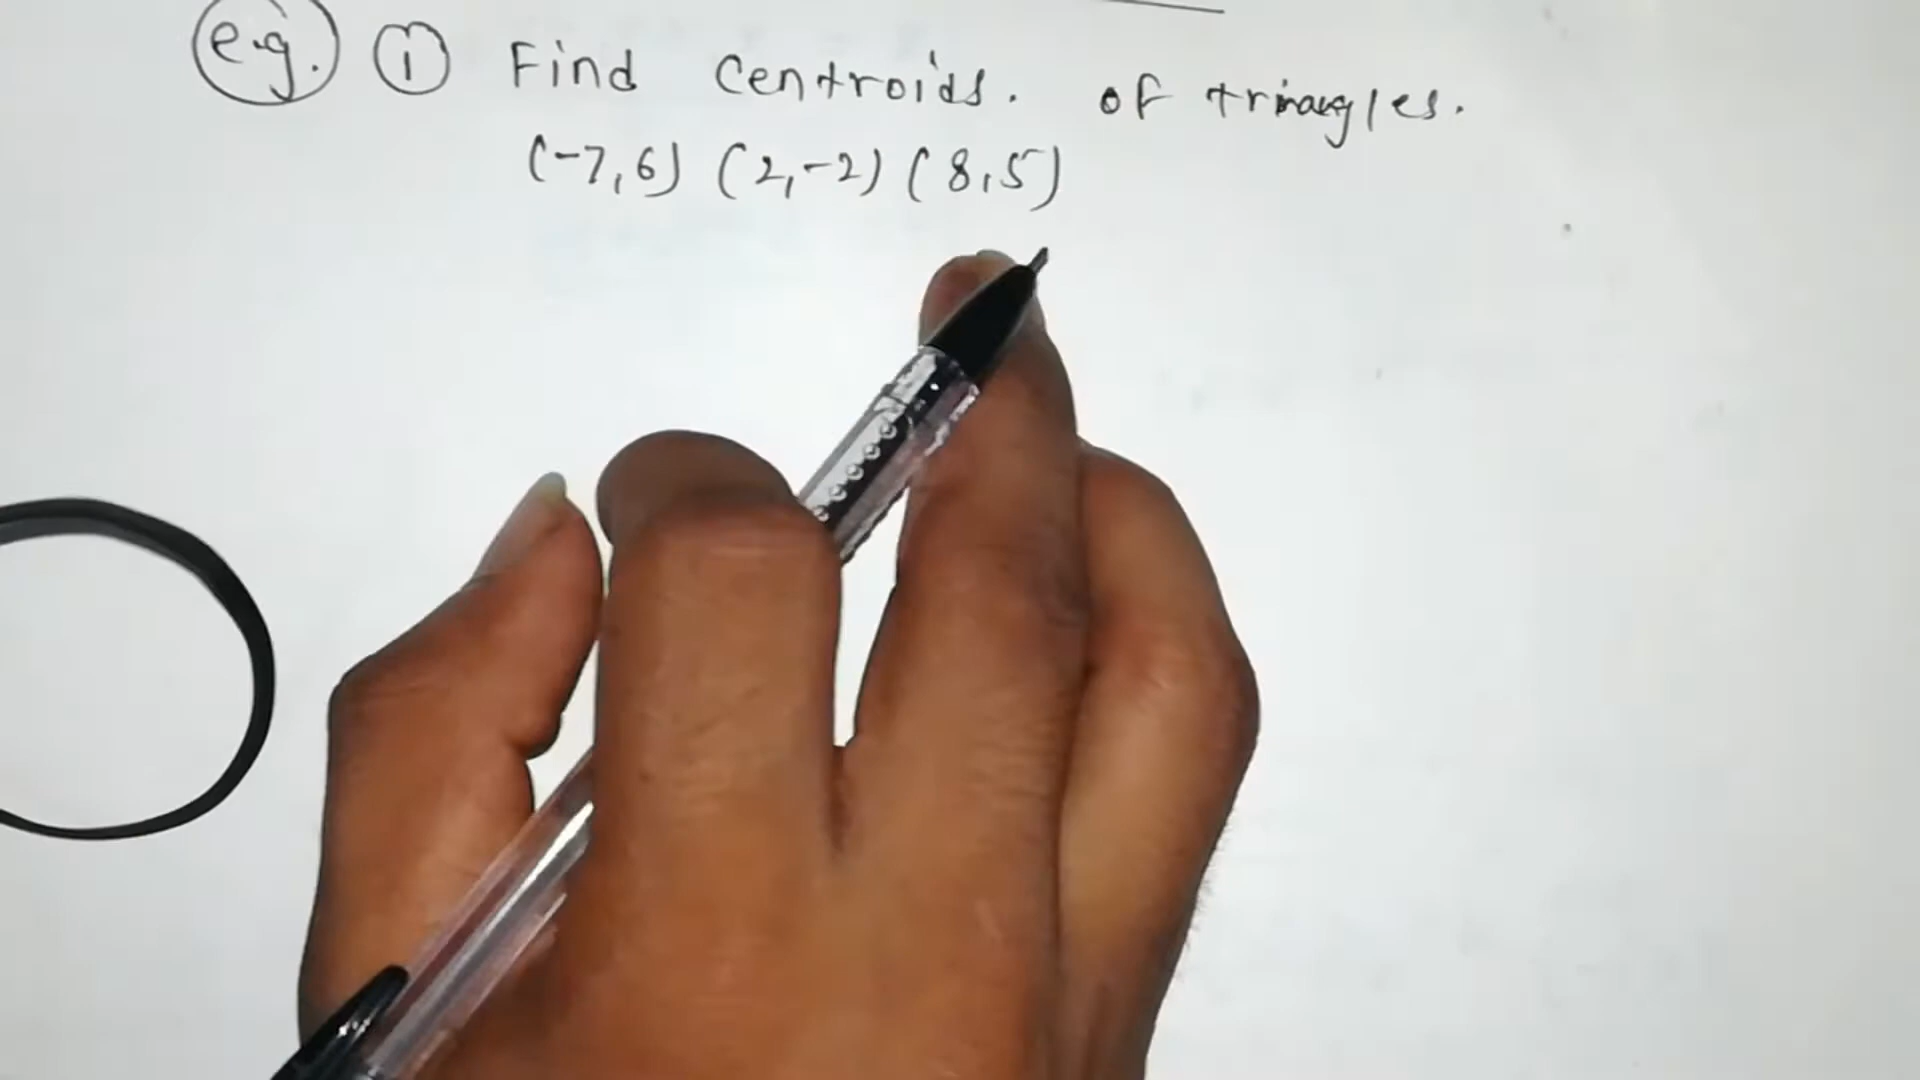 e.g. ① Find Centroids. of triangles.
(-7,6) (2,-2) (8,5)